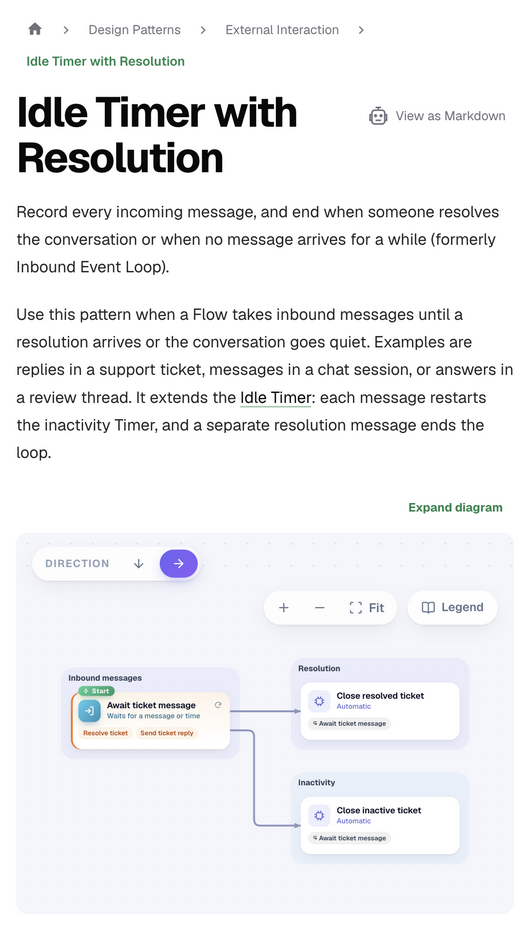 Design Patterns
External Interaction
Idle Timer with Resolution
Idle Timer with
Resolution
View as Markdown
Record every incoming message, and end when someone resolves
the conversation or when no message arrives for a while (formerly
Inbound Event Loop).
Use this pattern when a Flow takes inbound messages until a
resolution arrives or the conversation goes quiet. Examples are
replies in a support ticket, messages in a chat session, or answers in
a review thread. It extends the Idle Timer: each message restarts
the inactivity Timer, and a separate resolution message ends the
loop.
Expand diagram
DIRECTION
Fit
Legend
Inbound messages
Start
Await ticket message
Waits for a message or time
Resolve ticket
Send ticket reply
Resolution
Close resolved ticket
Automatic
Await ticket message
Inactivity
Close inactive ticket
Automatic
Await ticket message